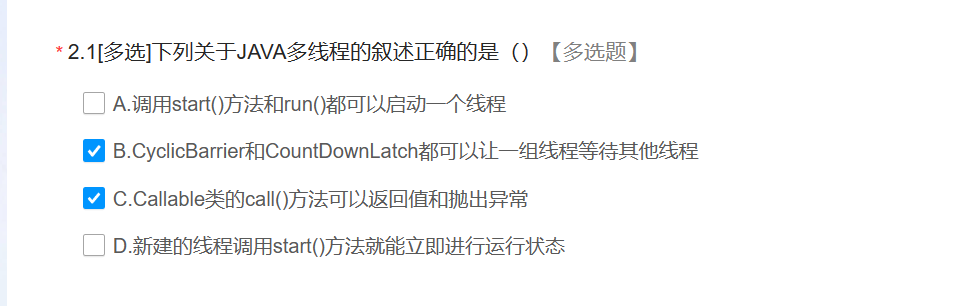 * 2.1[多选]下列关于JAVA多线程的叙述正确的是（）【多选题】
A.调用start()方法和run()都可以启动一个线程
B.CyclicBarrier和CountDownLatch都可以让一组线程等待其他线程
C.Callable类的call()方法可以返回值和抛出异常
D.新建的线程调用start()方法就能立即进行运行状态